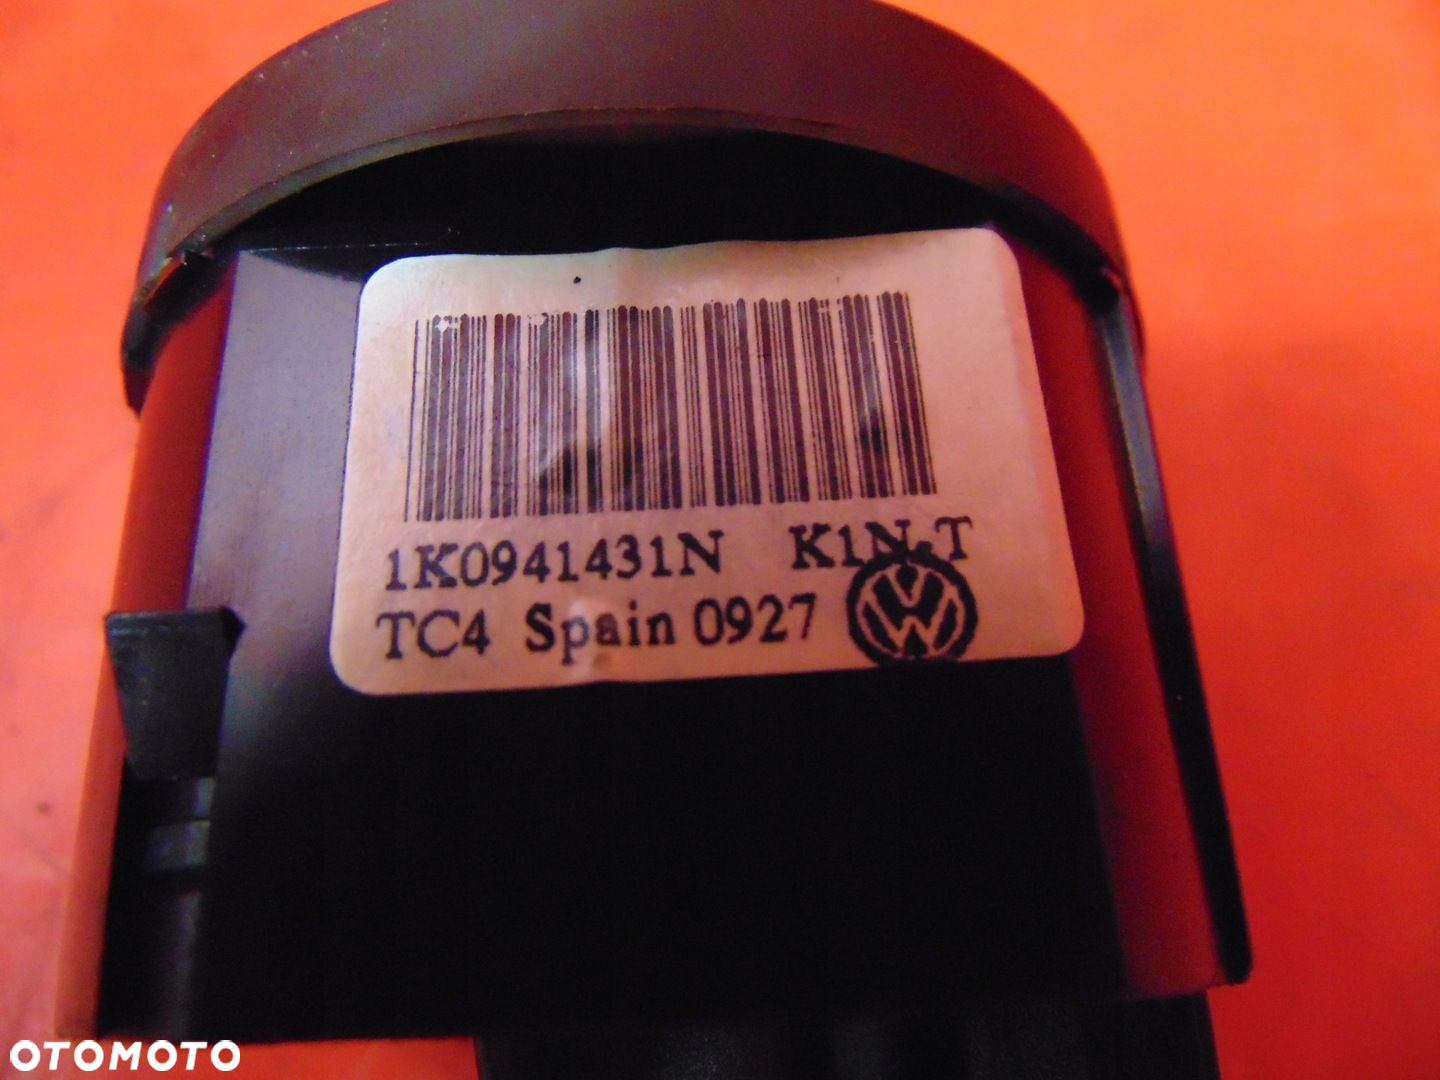 1K0941431N K1N-T
TC4 Spain 0927
OTOMOTO